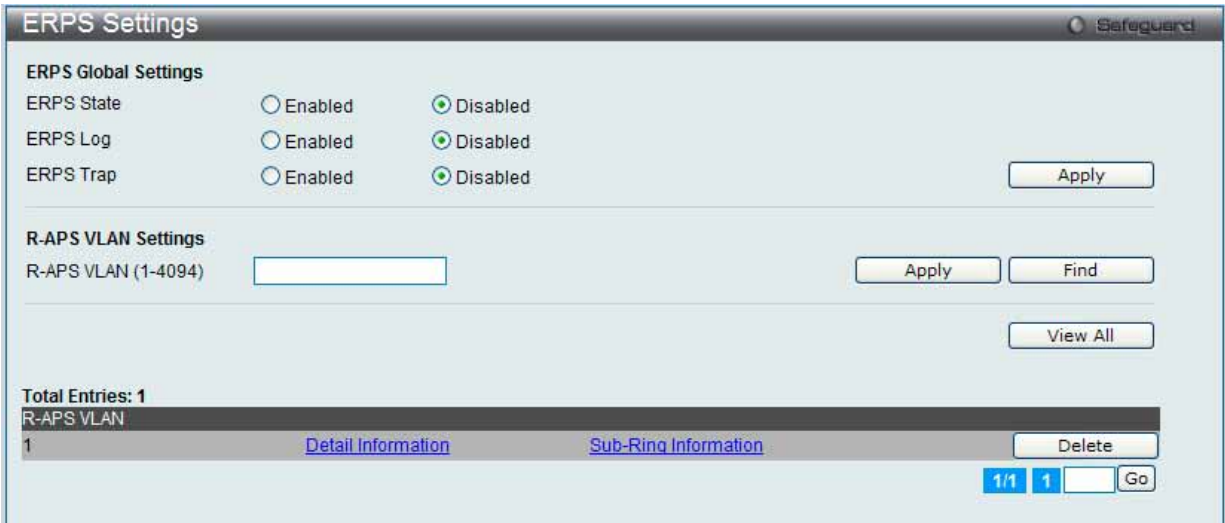 ERPS Settings
Safeguard
ERPS Global Settings
ERPS State Enabled Disabled
ERPS Log Enabled Disabled
ERPS Trap Enabled Disabled Apply
R-APS VLAN Settings
R-APS VLAN (1-4094) Apply Find
View All
Total Entries: 1
R-APS VLAN
1 Detail Information Sub-Ring Information Delete
1/1 1 Go